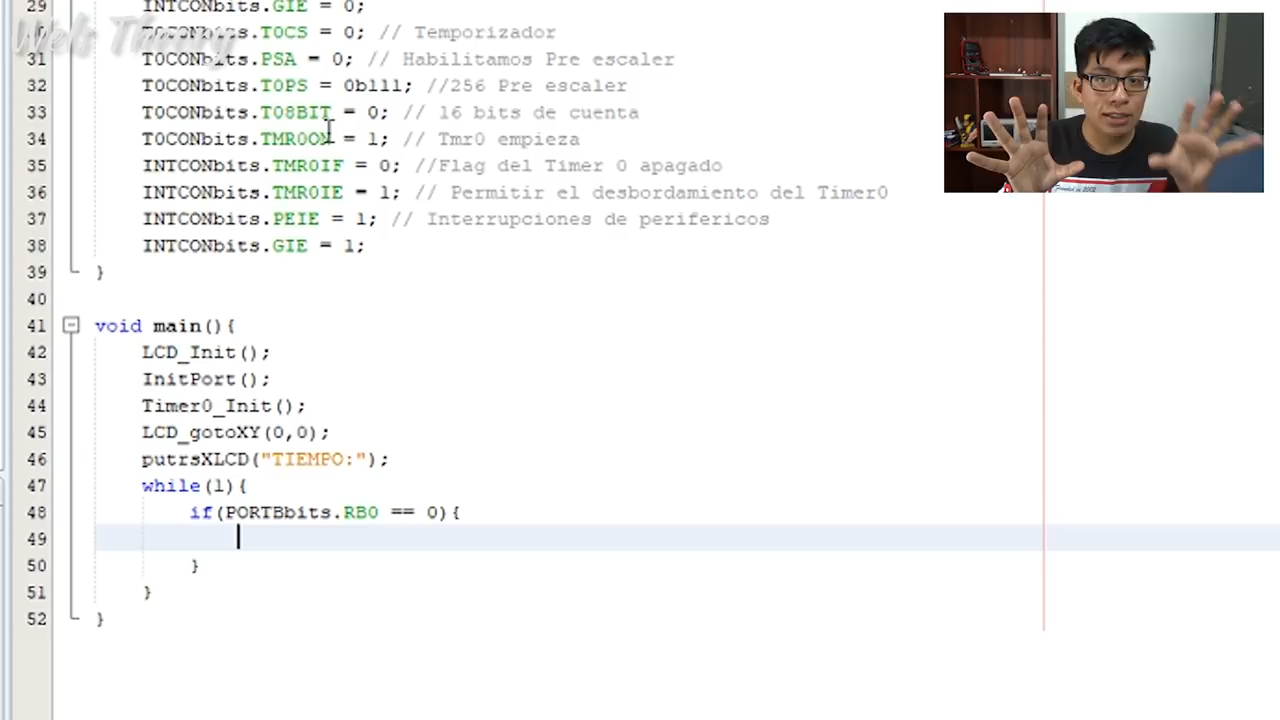 29 INTCONbits.GIE = 0;
30 T0CONbits.T0CS = 0; // Temporizador
31 T0CONbits.PSA = 0; // Habilitamos Pre escaler
32 T0CONbits.T0PS = 0b111; //256 Pre escaler
33 T0CONbits.T08BIT = 0; // 16 bits de cuenta
34 T0CONbits.TMR0ON = 1; // Tmr0 empieza
35 INTCONbits.TMR0IF = 0; //Flag del Timer 0 apagado
36 INTCONbits.TMR0IE = 1; // Permitir el desbordamiento del Timer0
37 INTCONbits.PEIE = 1; // Interrupciones de perifericos
38 INTCONbits.GIE = 1;
39 }
40
41 void main(){
42 LCD_Init();
43 InitPort();
44 Timer0_Init();
45 LCD_gotoXY(0,0);
46 putrsXLCD("TIEMPO:");
47 while(1){
48 if(PORTBbits.RB0 == 0){
49
50 }
51 }
52 }
Web Theory